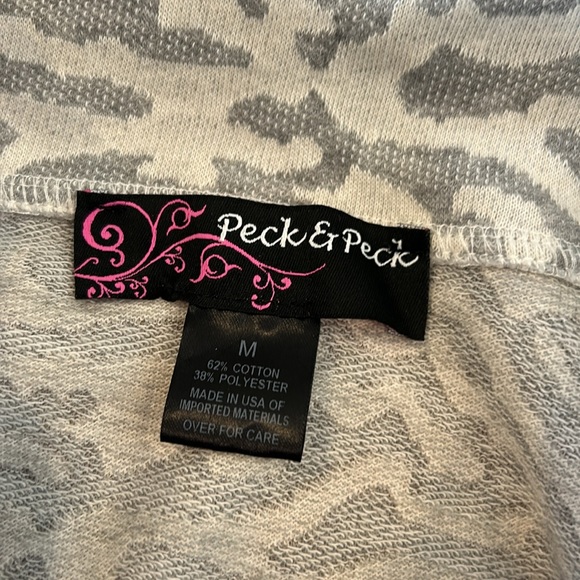 Peck & Peck
M
62% COTTON
38% POLYESTER
MADE IN USA OF
IMPORTED MATERIALS
OVER FOR CARE